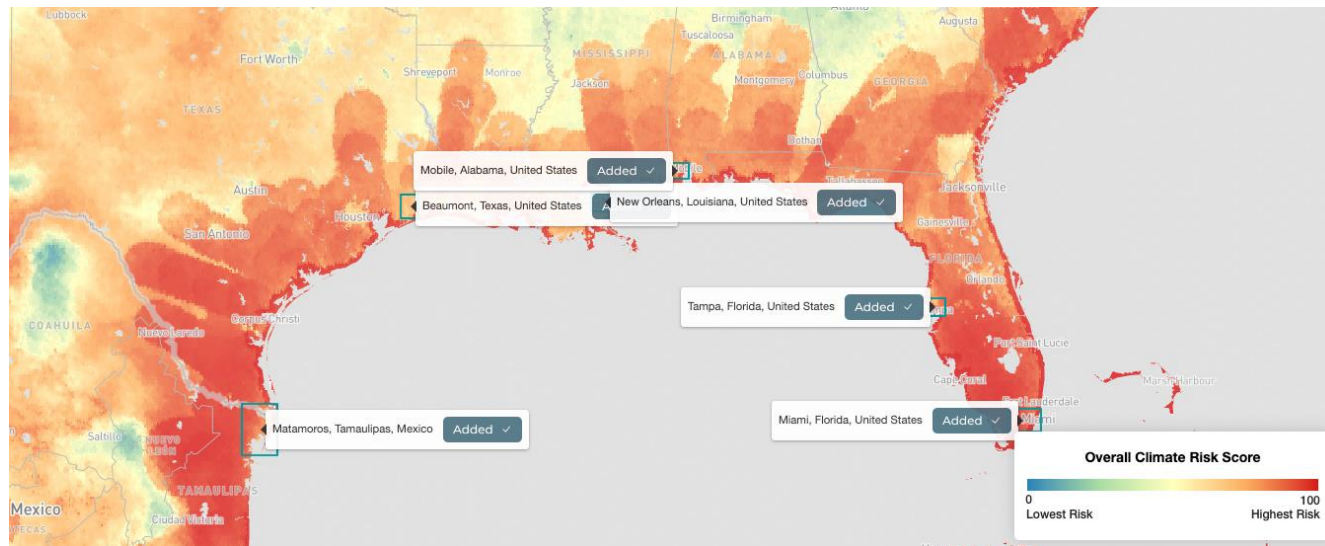 Lubbock
Birmingham
Atlanta
Tuscaloosa
Augusta
Fort Worth
MISSISSIPPI
ALABAMA
Shreveport
Monroe
Montgomery
Columbus
GEORGIA
Jackson
TEXAS
Dothan
Mobile, Alabama, United States Added
Tallahassee
Jacksonville
Austin
Beaumont, Texas, United States
New Orleans, Louisiana, United States Added
Houston
Gainesville
San Antonio
FLORIDA
Orlando
Tampa, Florida, United States Added
COAHUILA
Corpus Christi
Nuevo Laredo
Port Saint Lucie
Cape Coral
Marsh Harbour
Fort Lauderdale
Miami, Florida, United States Added
Miami
Matamoros, Tamaulipas, Mexico Added
Saltillo
NUEVO
LEÓN
Overall Climate Risk Score
TAMAULIPAS
0
100
Mexico
Lowest Risk
Highest Risk
Ciudad Victoria